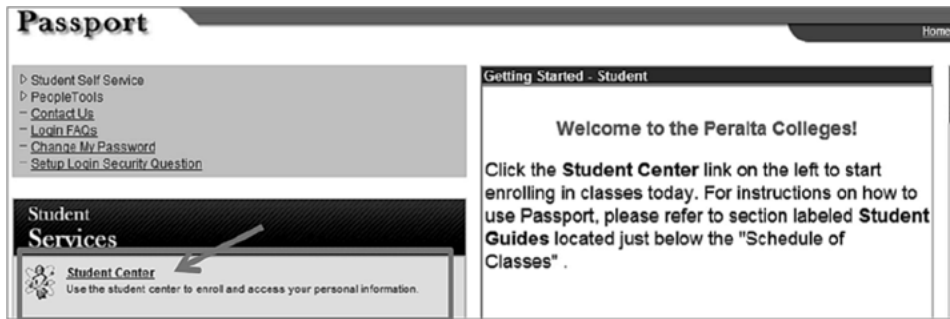 Passport
Home
Student Self Service
PeopleTools
Contact Us
Login FAQs
Change My Password
Setup Login Security Question
Student
Services
Student Center
Use the student center to enroll and access your personal information.
Getting Started - Student
Welcome to the Peralta Colleges!
Click the Student Center link on the left to start
enrolling in classes today. For instructions on how to
use Passport, please refer to section labeled Student
Guides located just below the "Schedule of
Classes" .